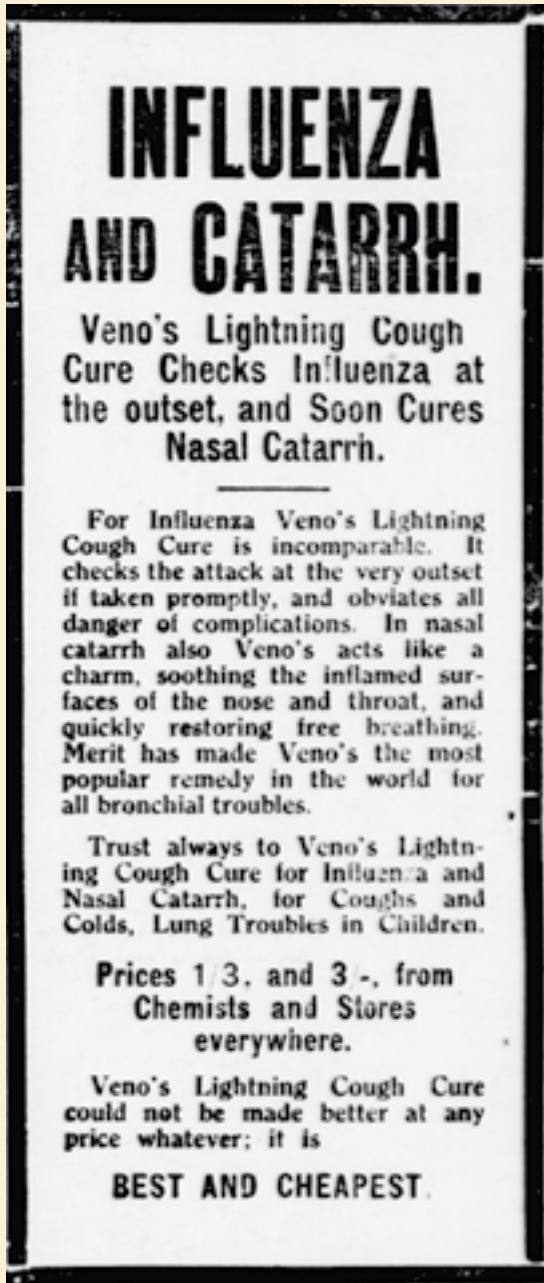 INFLUENZA
AND CATARRH.
Veno's Lightning Cough
Cure Checks Influenza at
the outset, and Soon Cures
Nasal Catarrh.
For Influenza Veno's Lightning
Cough Cure is incomparable. It
checks the attack at the very outset
if taken promptly, and obviates all
danger of complications. In nasal
catarrh also Veno's acts like a
charm, soothing the inflamed sur-
faces of the nose and throat, and
quickly restoring free breathing.
Merit has made Veno's the most
popular remedy in the world for
all bronchial troubles.
Trust always to Veno's Lightn-
ing Cough Cure for Influenza and
Nasal Catarrh, for Coughs and
Colds, Lung Troubles in Children.
Prices 1/3, and 3/-, from
Chemists and Stores
everywhere.
Veno's Lightning Cough Cure
could not be made better at any
price whatever; it is
BEST AND CHEAPEST.